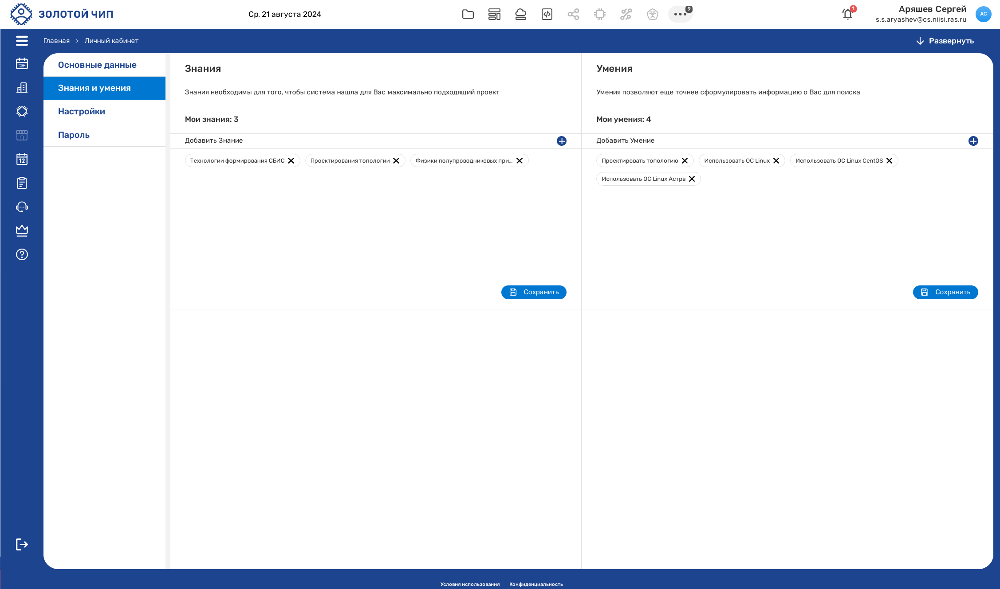 ЗОЛОТОЙ ЧИП
Ср, 21 августа 2024
9
1
Аряшев Сергей
s.s.aryashev@cs.niisi.ras.ru
АС
Главная > Личный кабинет
Развернуть
Основные данные
Знания и умения
Настройки
Пароль
12
Знания
Знания необходимы для того, чтобы система нашла для Вас максимально подходящий проект
Мои знания: 3
Добавить Знание
Технологии формирования СБИС
Проектирования топологии
Физики полупроводниковых при...
Сохранить
Умения
Умения позволяют еще точнее сформулировать информацию о Вас для поиска
Мои умения: 4
Добавить Умение
Проектировать топологию
Использовать ОС Linux
Использовать ОС Linux CentOS
Использовать ОС Linux Астра
Сохранить
Условия использования
Конфиденциальность